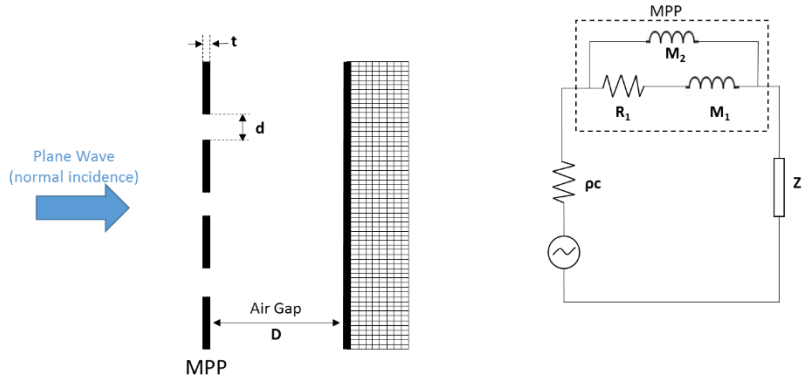 t
d
Plane Wave
(normal incidence)
Air Gap
D
MPP
MPP
M₂
R₁
M₁
ρc
Z